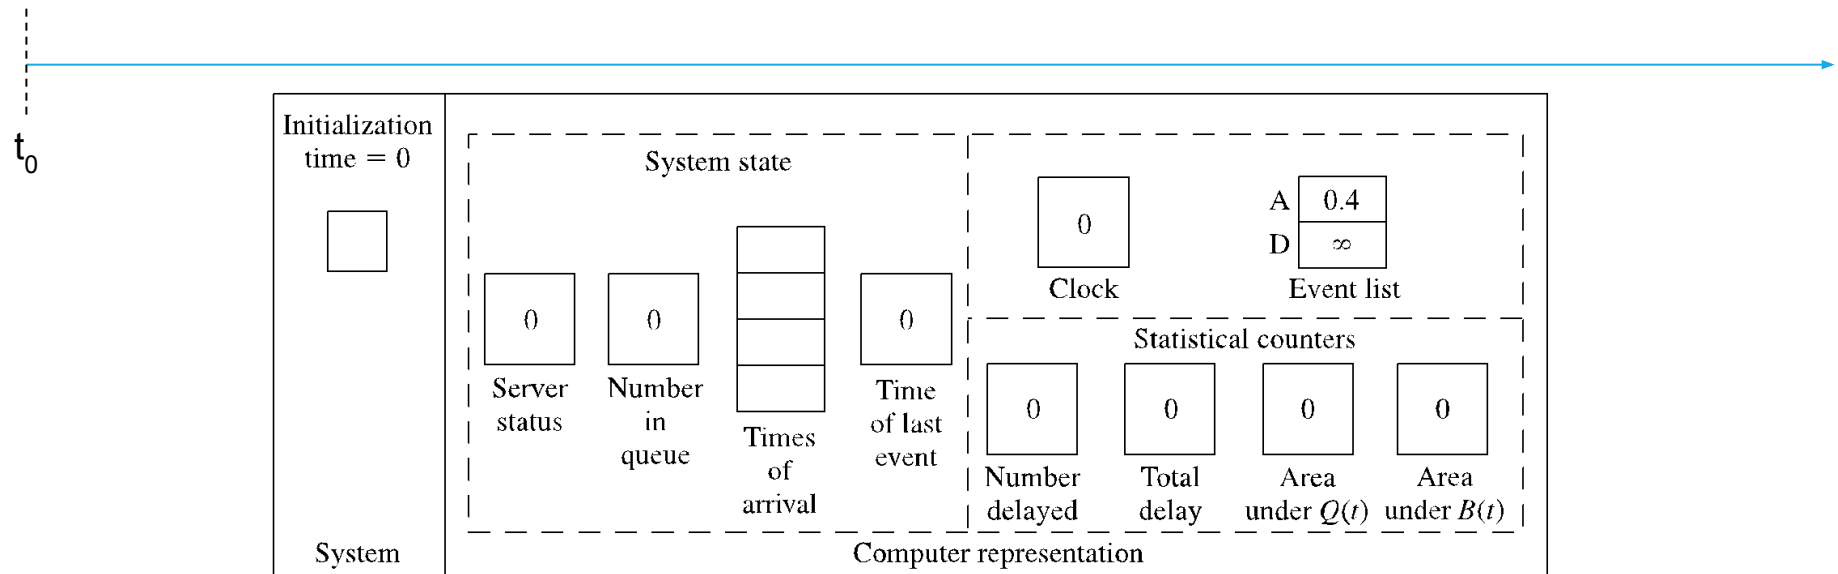 t0
Initialization
time = 0
System
System state
0
Server
status
0
Number
in
queue
Times
of
arrival
0
Time
of last
event
0
Clock
A 0.4
D ∞
Event list
Statistical counters
0
Number
delayed
0
Total
delay
0
Area
under Q(t)
0
Area
under B(t)
Computer representation